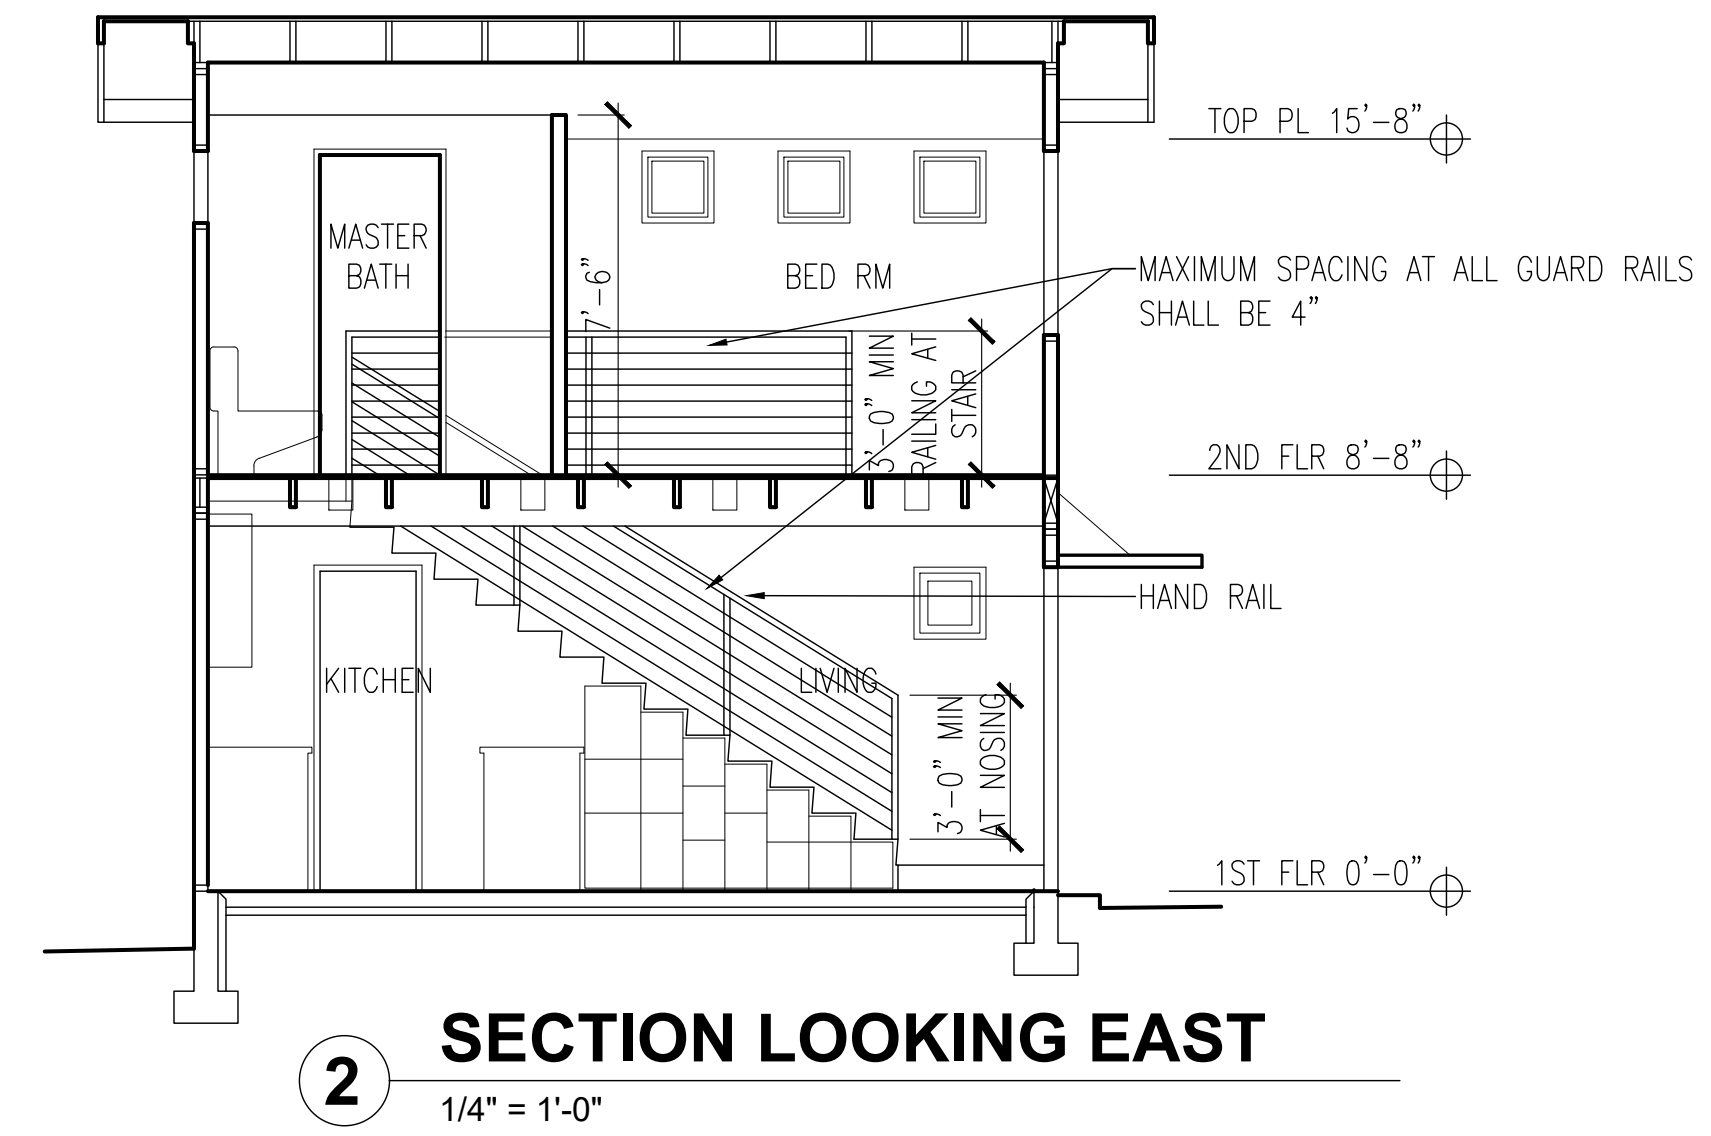 TOP PL 15'-8"
MASTER
BATH
7'-6"
BED RM
MAXIMUM SPACING AT ALL GUARD RAILS
SHALL BE 4"
3'-0" MIN
RAILING AT
STAIR
2ND FLR 8'-8"
HAND RAIL
KITCHEN
LIVING
3'-0" MIN
AT NOSING
1ST FLR 0'-0"
2
SECTION LOOKING EAST
1/4" = 1'-0"